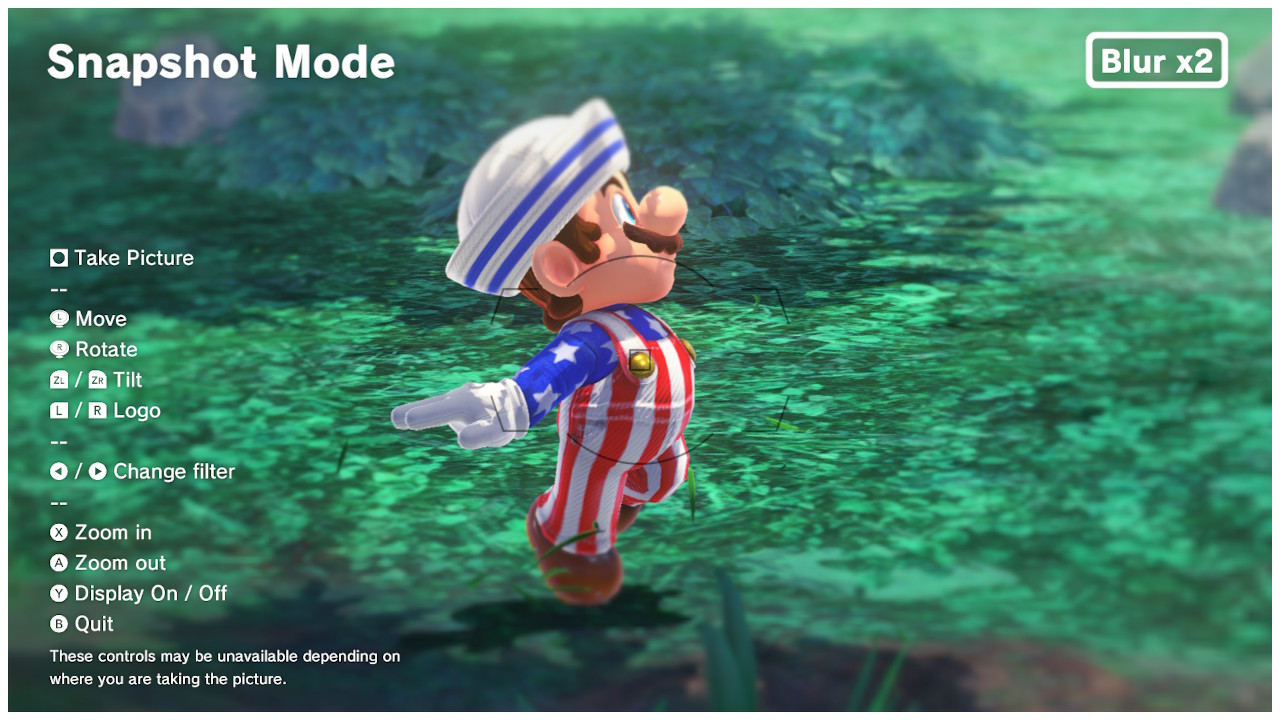 Snapshot Mode
Blur x2
Take Picture
--
L Move
R Rotate
ZL / ZR Tilt
L / R Logo
--
/ Change filter
--
X Zoom in
A Zoom out
Y Display On / Off
B Quit
These controls may be unavailable depending on
where you are taking the picture.